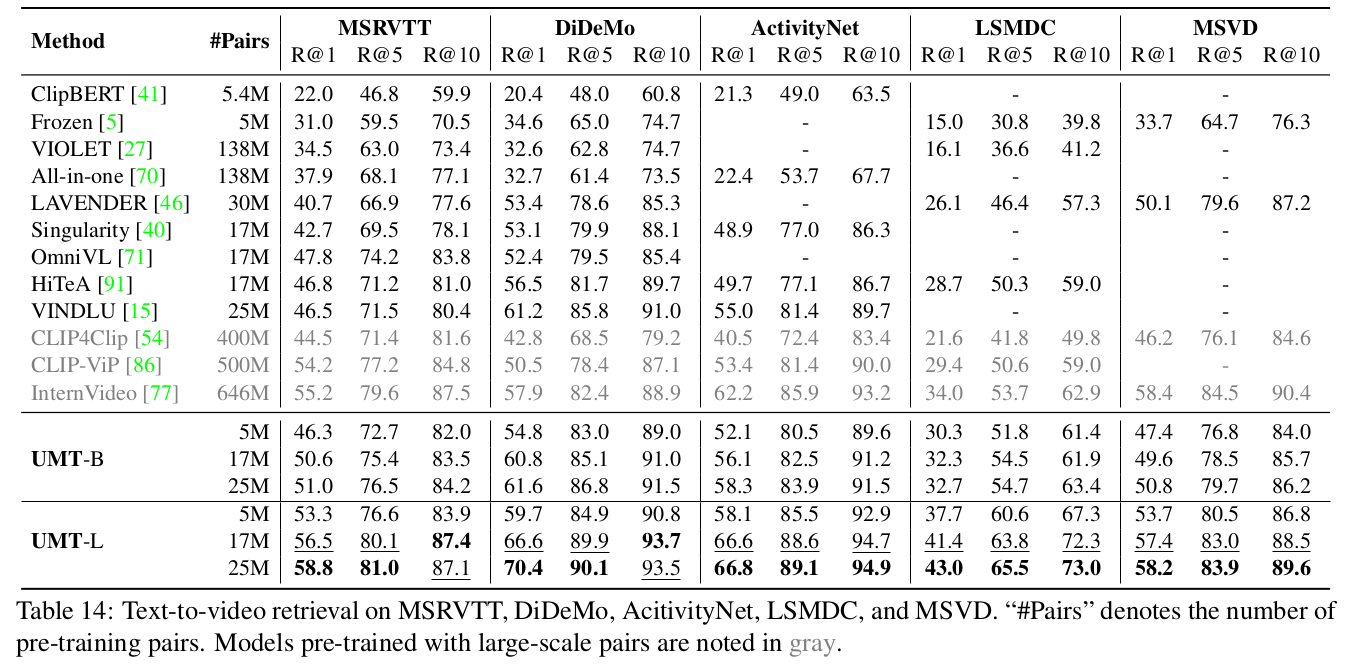 Method #Pairs MSRVTT DiDeMo ActivityNet LSMDC MSVD
R@1 R@5 R@10 R@1 R@5 R@10 R@1 R@5 R@10 R@1 R@5 R@10 R@1 R@5 R@10
ClipBERT [41] 5.4M 22.0 46.8 59.9 20.4 48.0 60.8 21.3 49.0 63.5 - -
Frozen [5] 5M 31.0 59.5 70.5 34.6 65.0 74.7 - 15.0 30.8 39.8 33.7 64.7 76.3
VIOLET [27] 138M 34.5 63.0 73.4 32.6 62.8 74.7 - 16.1 36.6 41.2 -
All-in-one [70] 138M 37.9 68.1 77.1 32.7 61.4 73.5 22.4 53.7 67.7 - -
LAVENDER [46] 30M 40.7 66.9 77.6 53.4 78.6 85.3 - 26.1 46.4 57.3 50.1 79.6 87.2
Singularity [40] 17M 42.7 69.5 78.1 53.1 79.9 88.1 48.9 77.0 86.3 - -
OmniVL [71] 17M 47.8 74.2 83.8 52.4 79.5 85.4 - - -
HiTeA [91] 17M 46.8 71.2 81.0 56.5 81.7 89.7 49.7 77.1 86.7 28.7 50.3 59.0 -
VINDLU [15] 25M 46.5 71.5 80.4 61.2 85.8 91.0 55.0 81.4 89.7 - -
CLIP4Clip [54] 400M 44.5 71.4 81.6 42.8 68.5 79.2 40.5 72.4 83.4 21.6 41.8 49.8 46.2 76.1 84.6
CLIP-ViP [86] 500M 54.2 77.2 84.8 50.5 78.4 87.1 53.4 81.4 90.0 29.4 50.6 59.0 -
InternVideo [77] 646M 55.2 79.6 87.5 57.9 82.4 88.9 62.2 85.9 93.2 34.0 53.7 62.9 58.4 84.5 90.4
5M 46.3 72.7 82.0 54.8 83.0 89.0 52.1 80.5 89.6 30.3 51.8 61.4 47.4 76.8 84.0
UMT-B 17M 50.6 75.4 83.5 60.8 85.1 91.0 56.1 82.5 91.2 32.3 54.5 61.9 49.6 78.5 85.7
25M 51.0 76.5 84.2 61.6 86.8 91.5 58.3 83.9 91.5 32.7 54.7 63.4 50.8 79.7 86.2
5M 53.3 76.6 83.9 59.7 84.9 90.8 58.1 85.5 92.9 37.7 60.6 67.3 53.7 80.5 86.8
UMT-L 17M 56.5 80.1 87.4 66.6 89.9 93.7 66.6 88.6 94.7 41.4 63.8 72.3 57.4 83.0 88.5
25M 58.8 81.0 87.1 70.4 90.1 93.5 66.8 89.1 94.9 43.0 65.5 73.0 58.2 83.9 89.6
Table 14: Text-to-video retrieval on MSRVTT, DiDeMo, AcitivityNet, LSMDC, and MSVD. “#Pairs” denotes the number of
pre-training pairs. Models pre-trained with large-scale pairs are noted in gray.